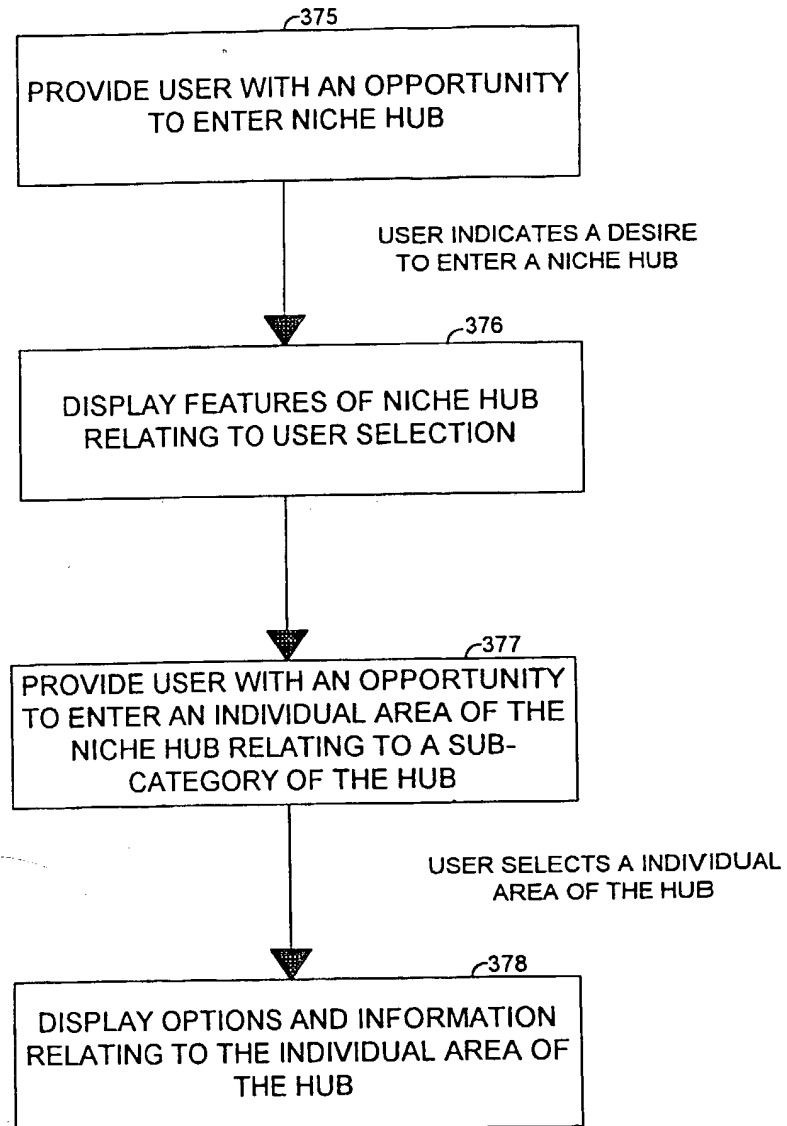 375
PROVIDE USER WITH AN OPPORTUNITY
TO ENTER NICHE HUB
USER INDICATES A DESIRE
TO ENTER A NICHE HUB
376
DISPLAY FEATURES OF NICHE HUB
RELATING TO USER SELECTION
377
PROVIDE USER WITH AN OPPORTUNITY
TO ENTER AN INDIVIDUAL AREA OF THE
NICHE HUB RELATING TO A SUB-
CATEGORY OF THE HUB
USER SELECTS A INDIVIDUAL
AREA OF THE HUB
378
DISPLAY OPTIONS AND INFORMATION
RELATING TO THE INDIVIDUAL AREA OF
THE HUB